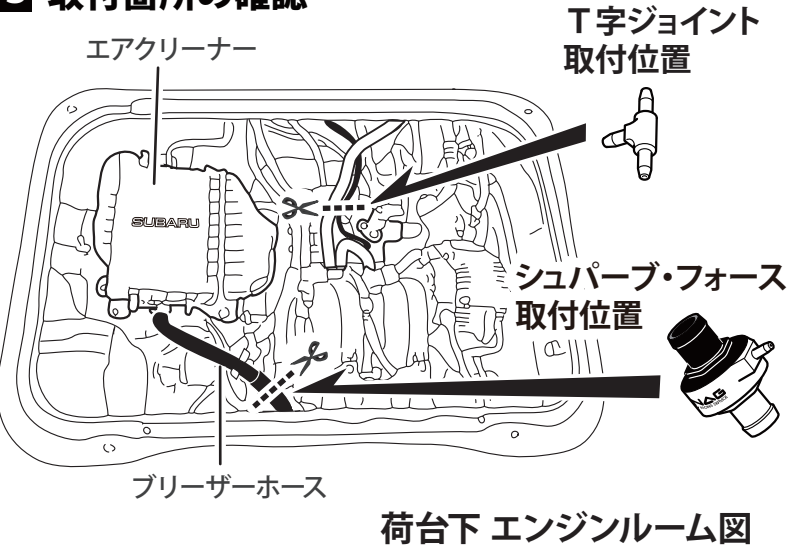 取付箇所の確認
エアクリーナー
T字ジョイント
取付位置
SUBARU
シュパーブ・フォース
取付位置
NAG
ブリーザーホース
荷台下 エンジンルーム図